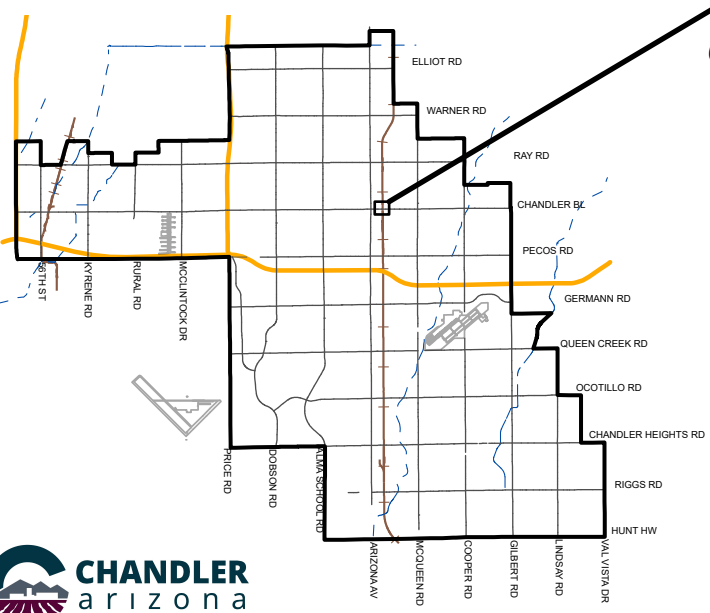 ELLIOT RD
WARNER RD
RAY RD
CHANDLER BL
PECOS RD
GERMANN RD
QUEEN CREEK RD
OCOTILLO RD
CHANDLER HEIGHTS RD
RIGGS RD
HUNT HW
56TH ST
KYRENE RD
RURAL RD
MCCLINTOCK DR
PRICE RD
DOBSON RD
ALMA SCHOOL RD
ARIZONA AV
MCQUEEN RD
COOPER RD
GILBERT RD
LINDSAY RD
VAL VISTA DR
CHANDLER
arizona